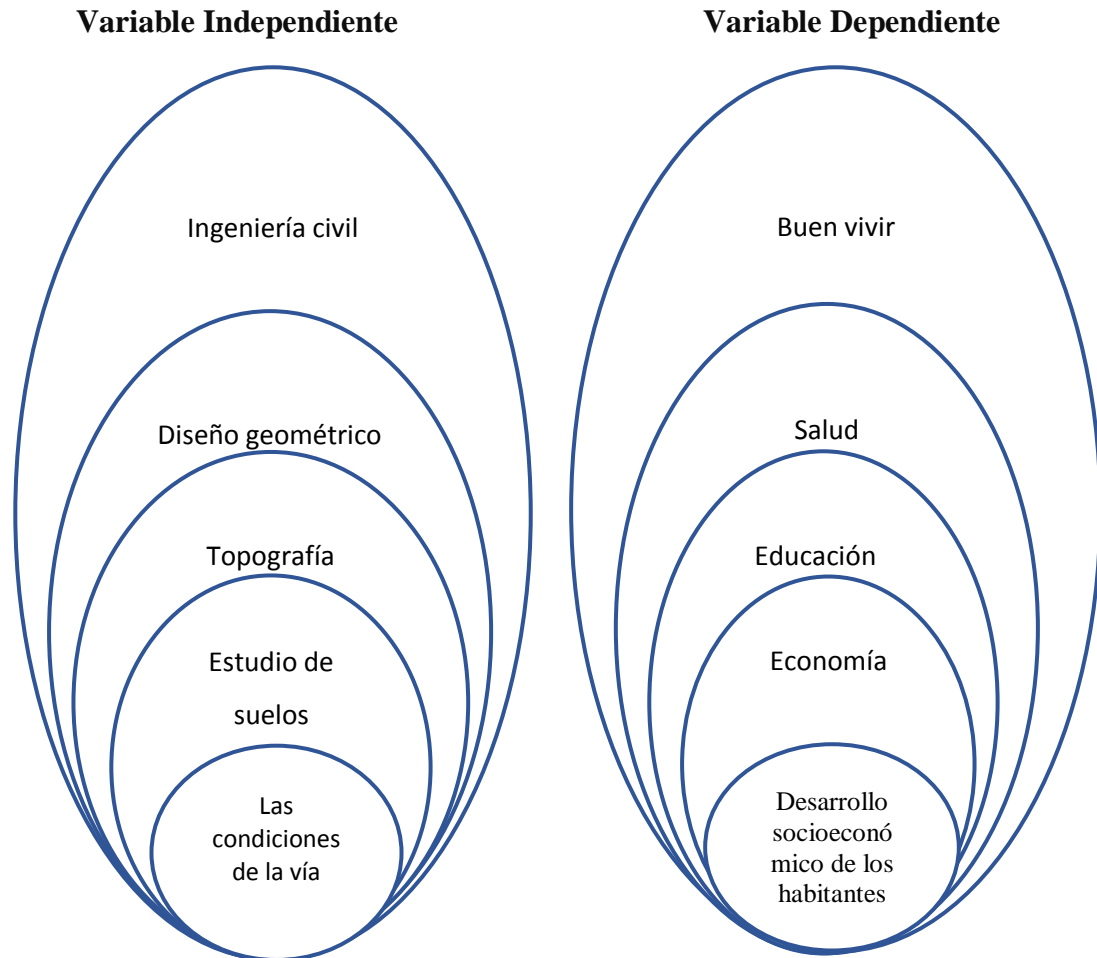 Variable Independiente
Variable Dependiente
Ingeniería civil
Diseño geométrico
Topografía
Estudio de
suelos
Las
condiciones
de la vía
Buen vivir
Salud
Educación
Economía
Desarrollo
socioeconó
mico de los
habitantes